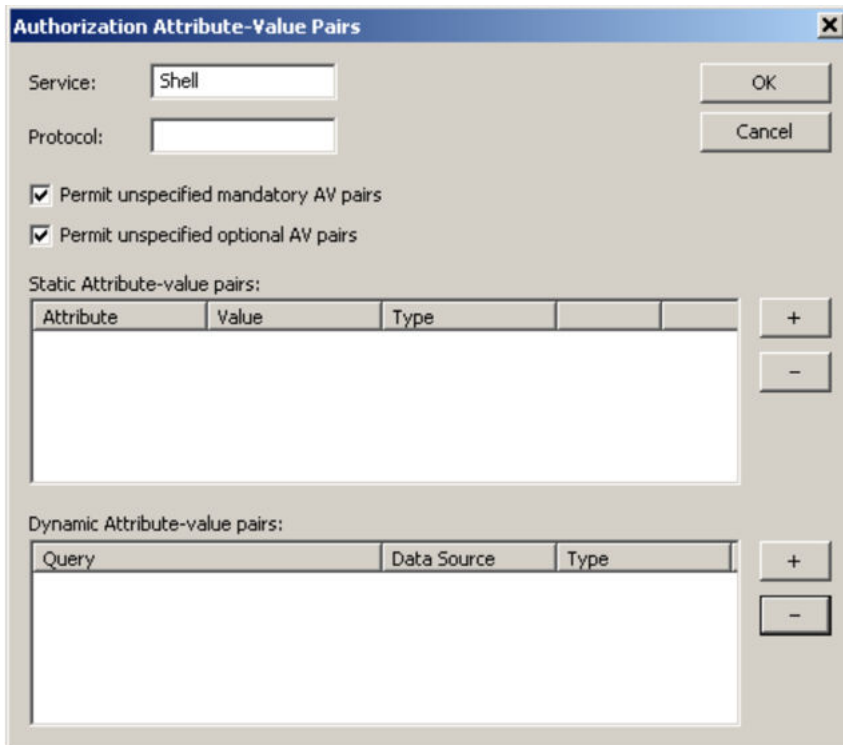 Authorization Attribute-Value Pairs
Service: Shell OK
Protocol: Cancel
Permit unspecified mandatory AV pairs
Permit unspecified optional AV pairs
Static Attribute-value pairs:
Attribute Value Type +
-
Dynamic Attribute-value pairs:
Query Data Source Type +
-